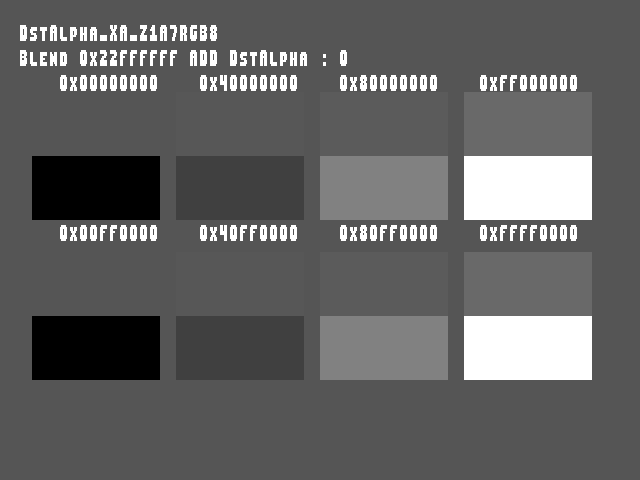 DstAlpha_XA_Z1A7RGB8
Blend 0x22ffffff ADD DstAlpha : 0
0x00000000 0x40000000 0x80000000 0xff000000
0x00ff0000 0x40ff0000 0x80ff0000 0xffff0000